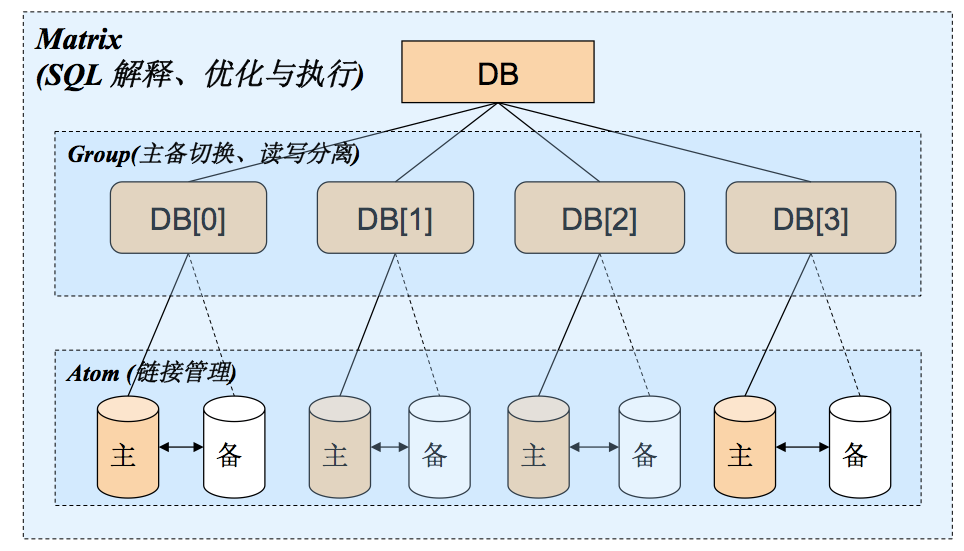 Matrix
(SQL 解释、优化与执行)
DB
Group(主备切换、读写分离)
DB[0] DB[1] DB[2] DB[3]
Atom (链接管理)
主 备 主 备 主 备 主 备